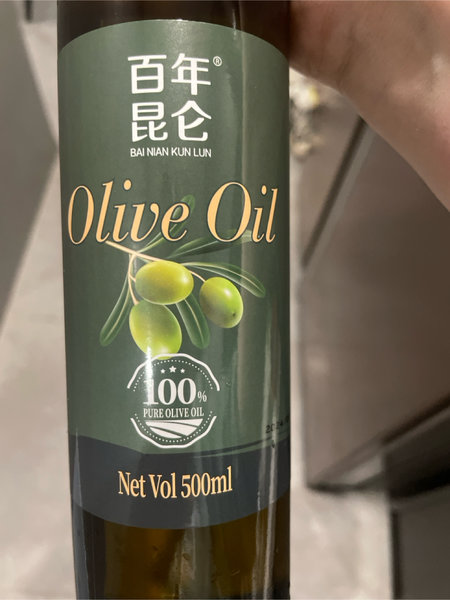 百年®
昆仑
BAI NIAN KUN LUN
Olive Oil
100%
PURE OLIVE OIL
Net Vol 500ml